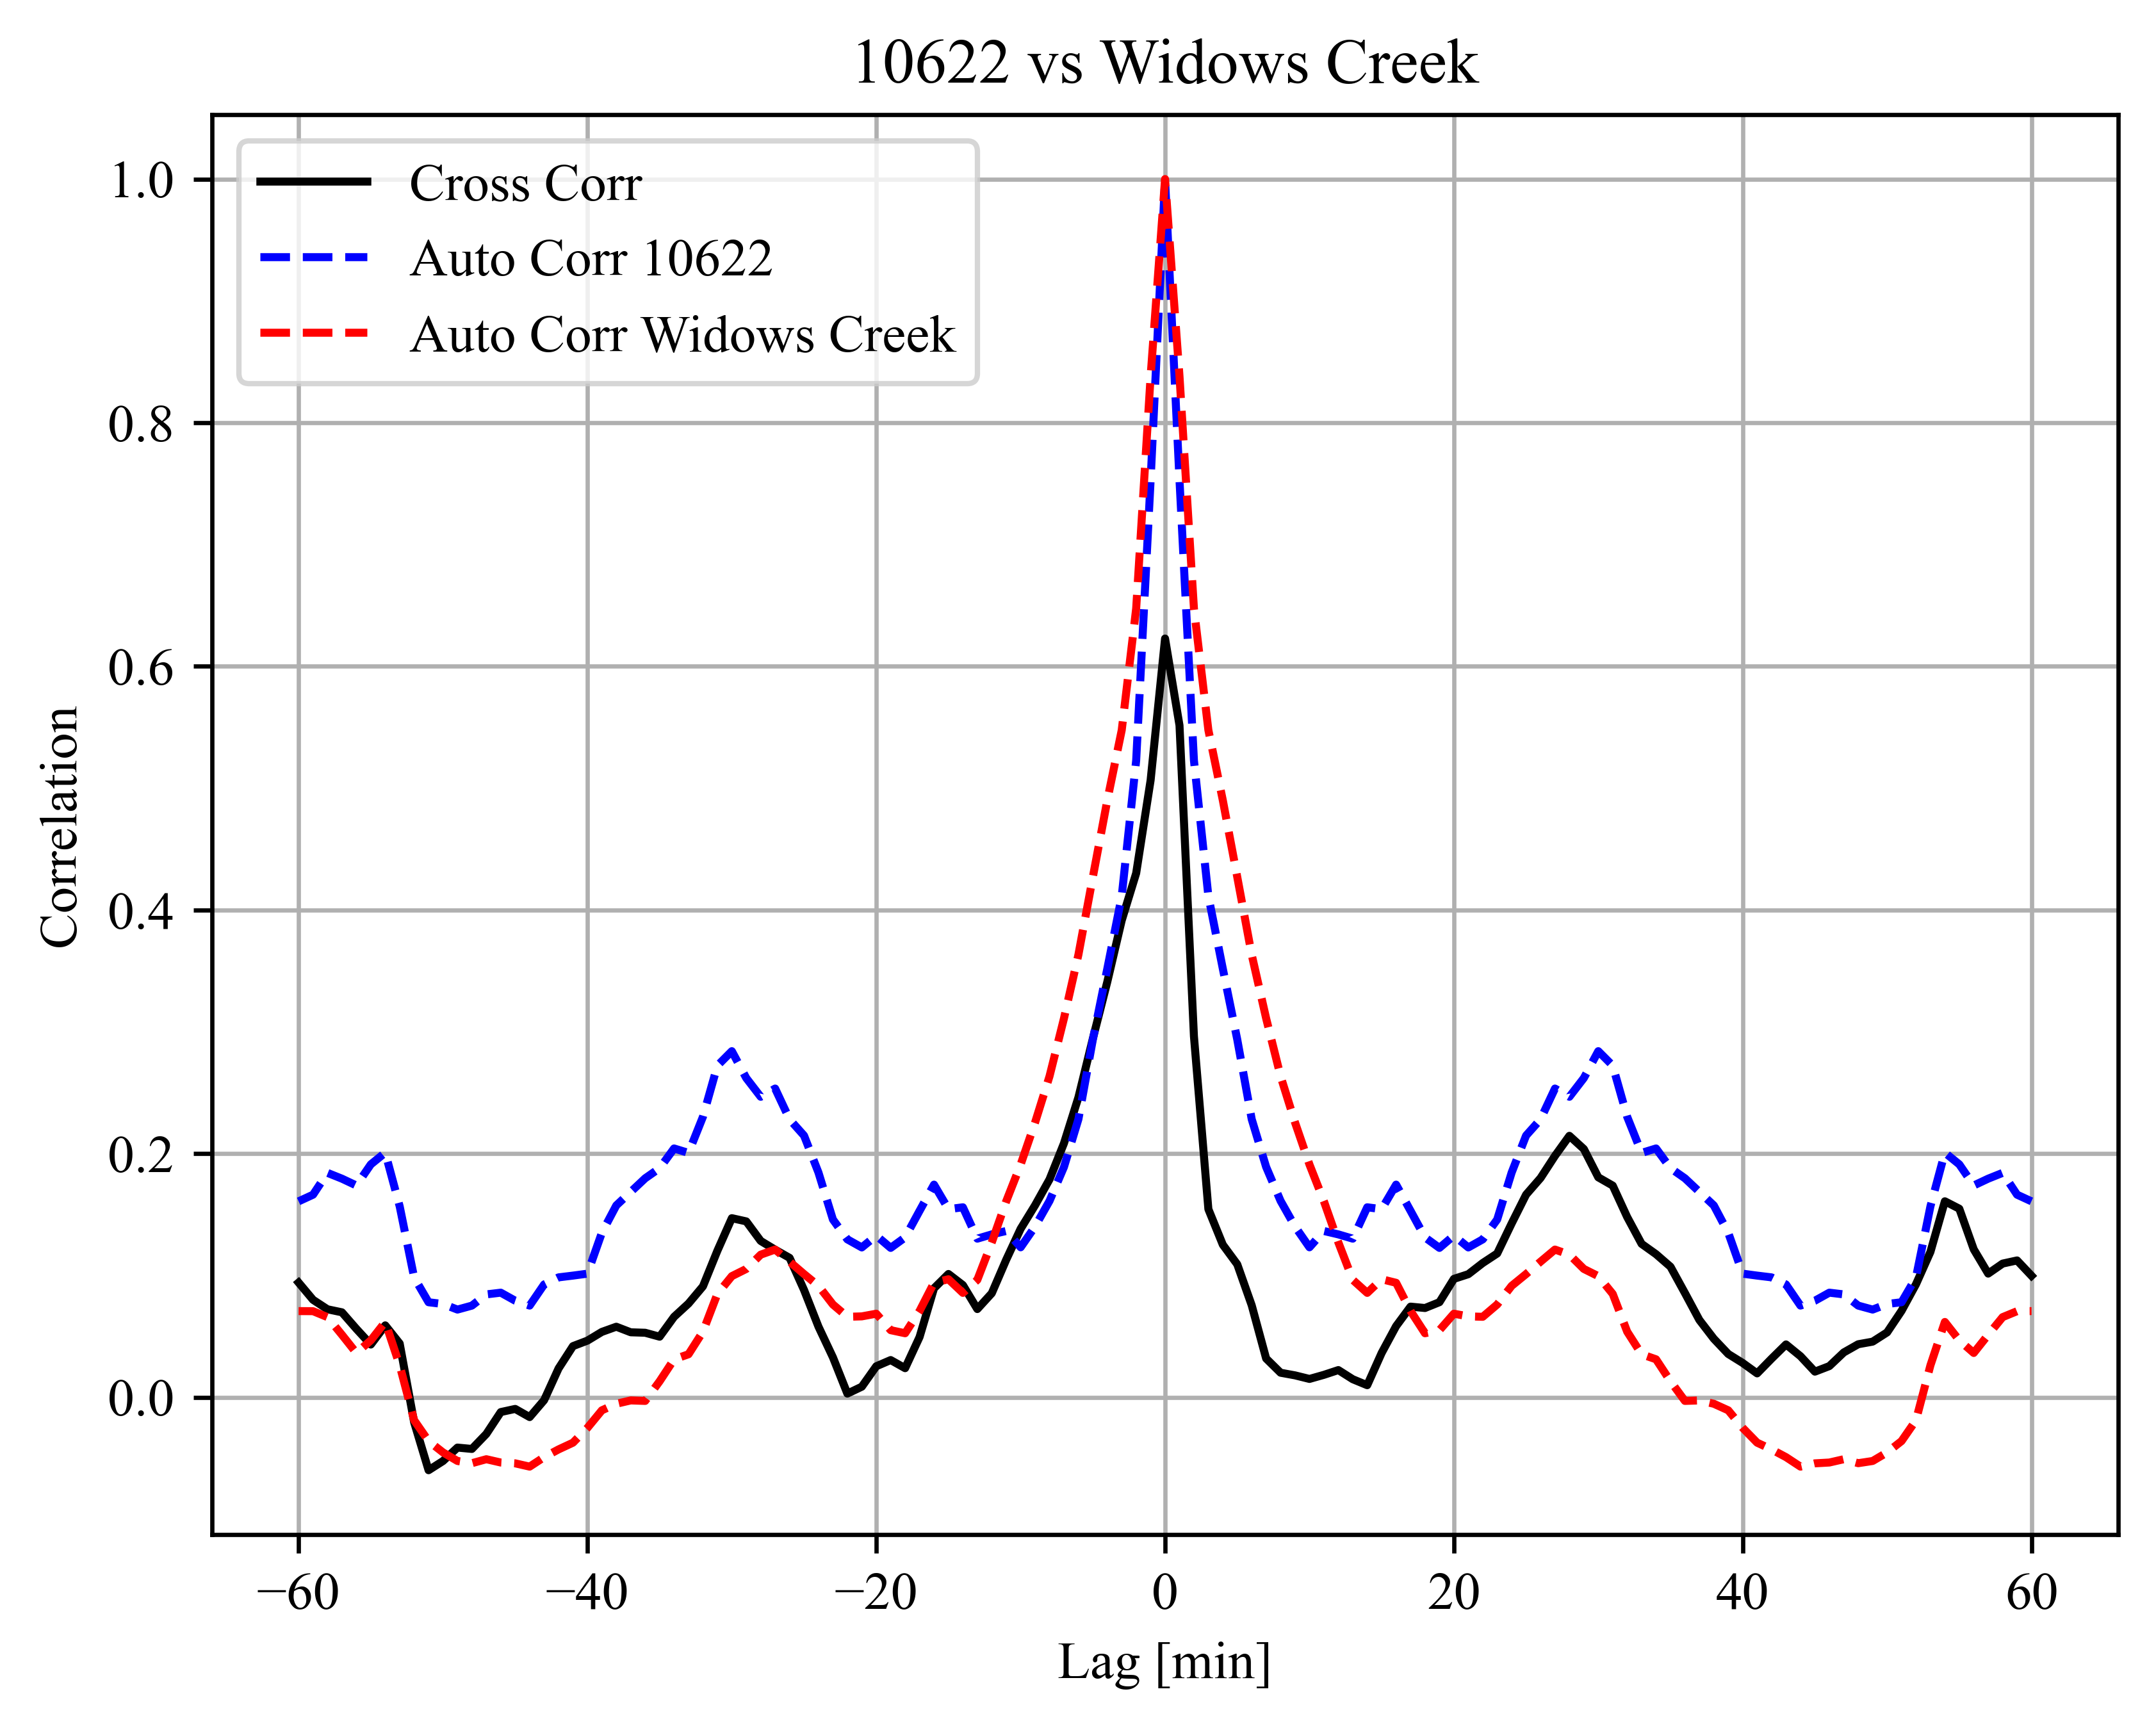 10622 vs Widows Creek
Cross Corr
Auto Corr 10622
Auto Corr Widows Creek
1.0
0.8
0.6
0.4
0.2
0.0
Correlation
−60
−40
−20
0
20
40
60
Lag [min]